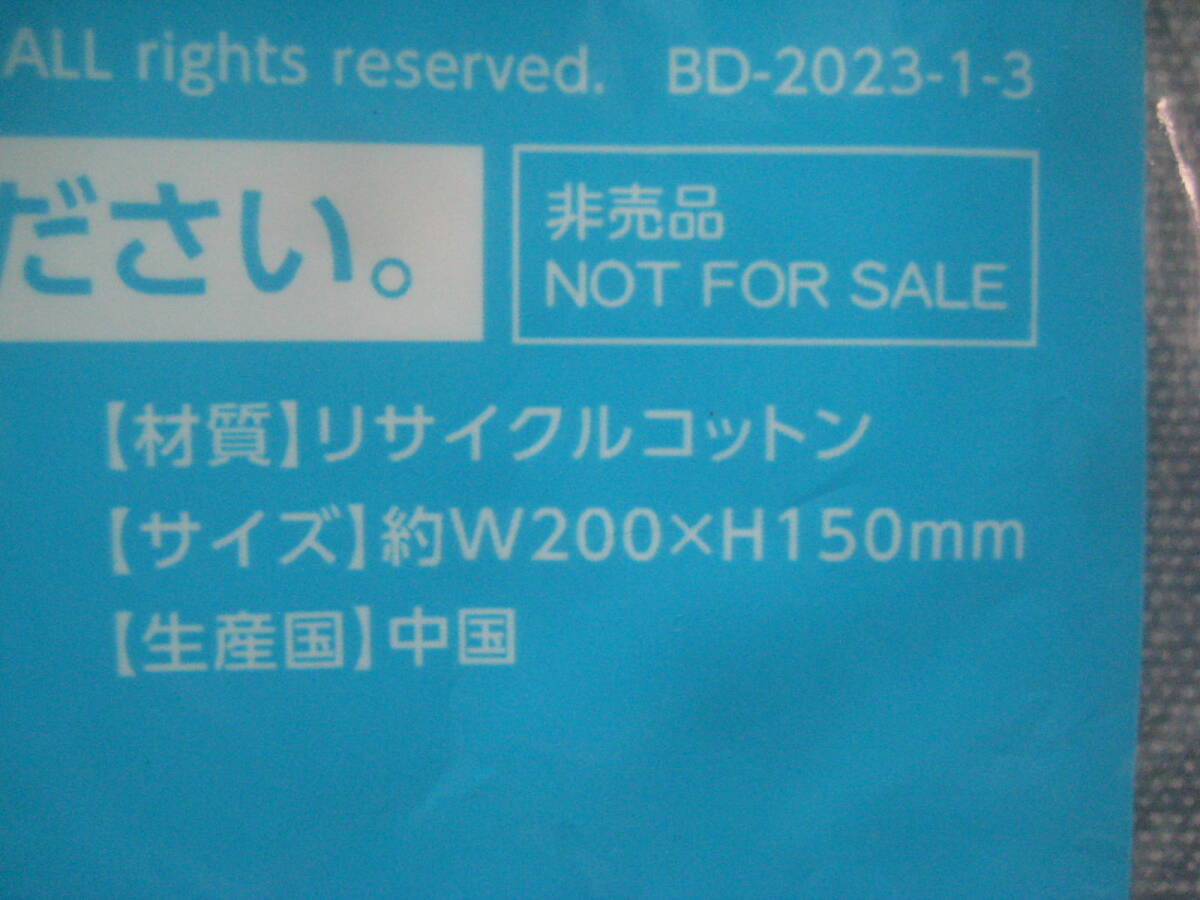 ALL rights reserved. BD-2023-1-3
ださい。
非売品
NOT FOR SALE
【材質】リサイクルコットン
【サイズ】約W200×H150mm
【生産国】中国